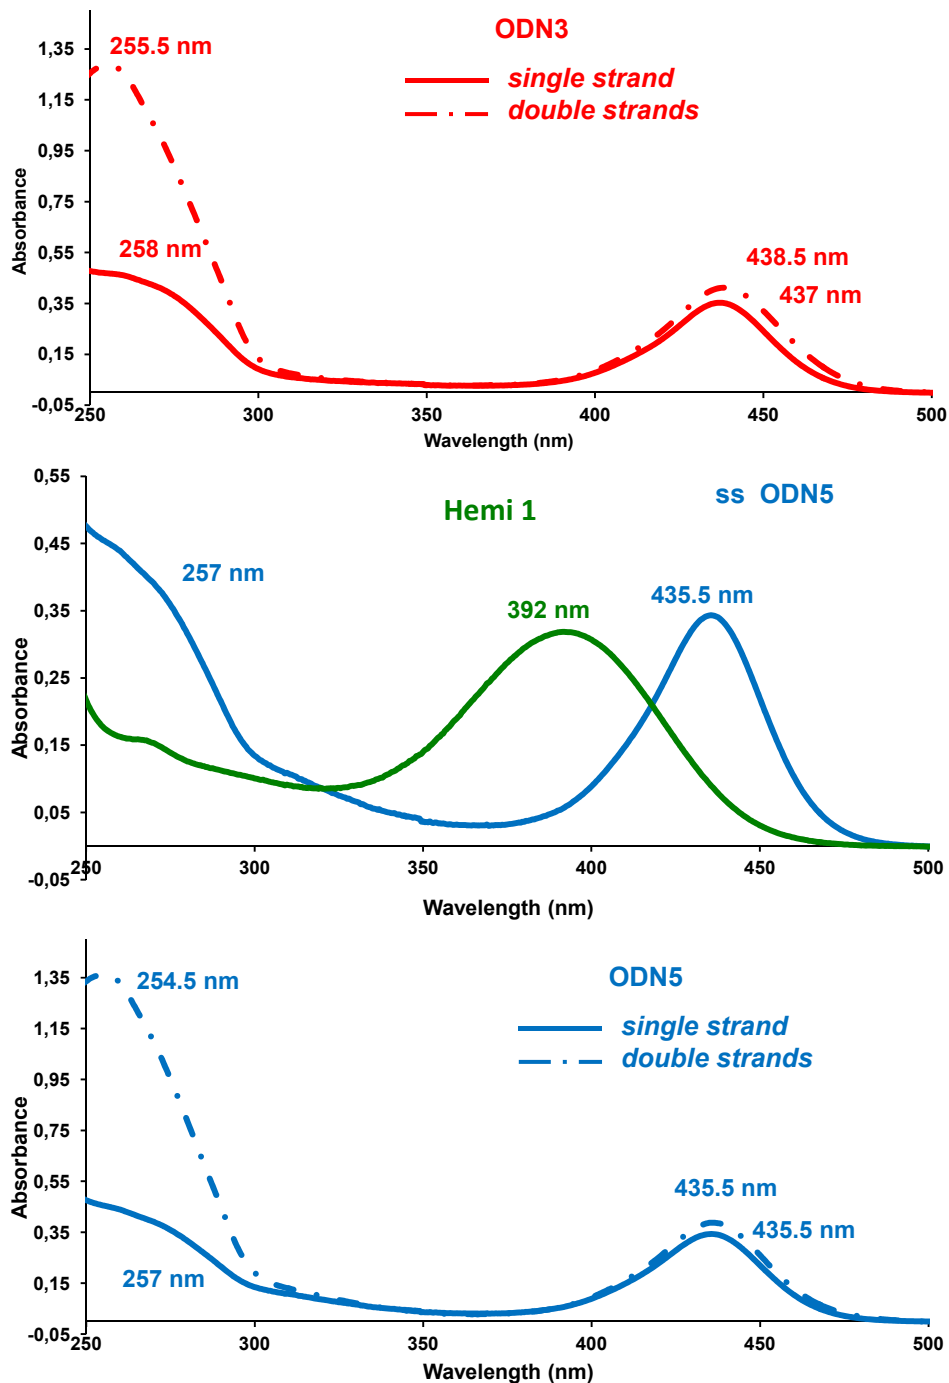 ODN3
1,35
255.5 nm
single strand
1,15
double strands
0,95
0,75
0,55
258 nm
438.5 nm
0,35
437 nm
0,15
-0,05
250
300
350
400
450
500
Absorbance
Wavelength (nm)
0,55
Hemi 1
ss ODN5
0,45
257 nm
0,35
392 nm
435.5 nm
0,25
0,15
0,05
-0,05
250
300
350
400
450
500
Absorbance
Wavelength (nm)
1,35
254.5 nm
ODN5
1,15
single strand
double strands
0,95
0,75
0,55
435.5 nm
0,35
435.5 nm
0,15
257 nm
-0,05
250
300
350
400
450
500
Absorbance
Wavelength (nm)